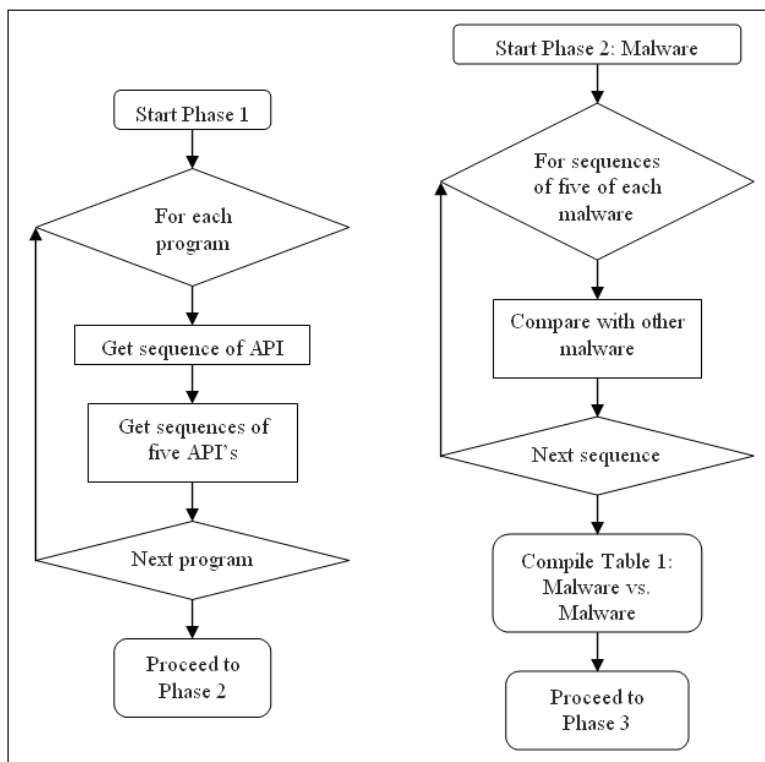 Start Phase 1
For each
program
Get sequence of API
Get sequences of
five API's
Next program
Proceed to
Phase 2
Start Phase 2: Malware
For sequences
of five of each
malware
Compare with other
malware
Next sequence
Compile Table 1:
Malware vs.
Malware
Proceed to
Phase 3